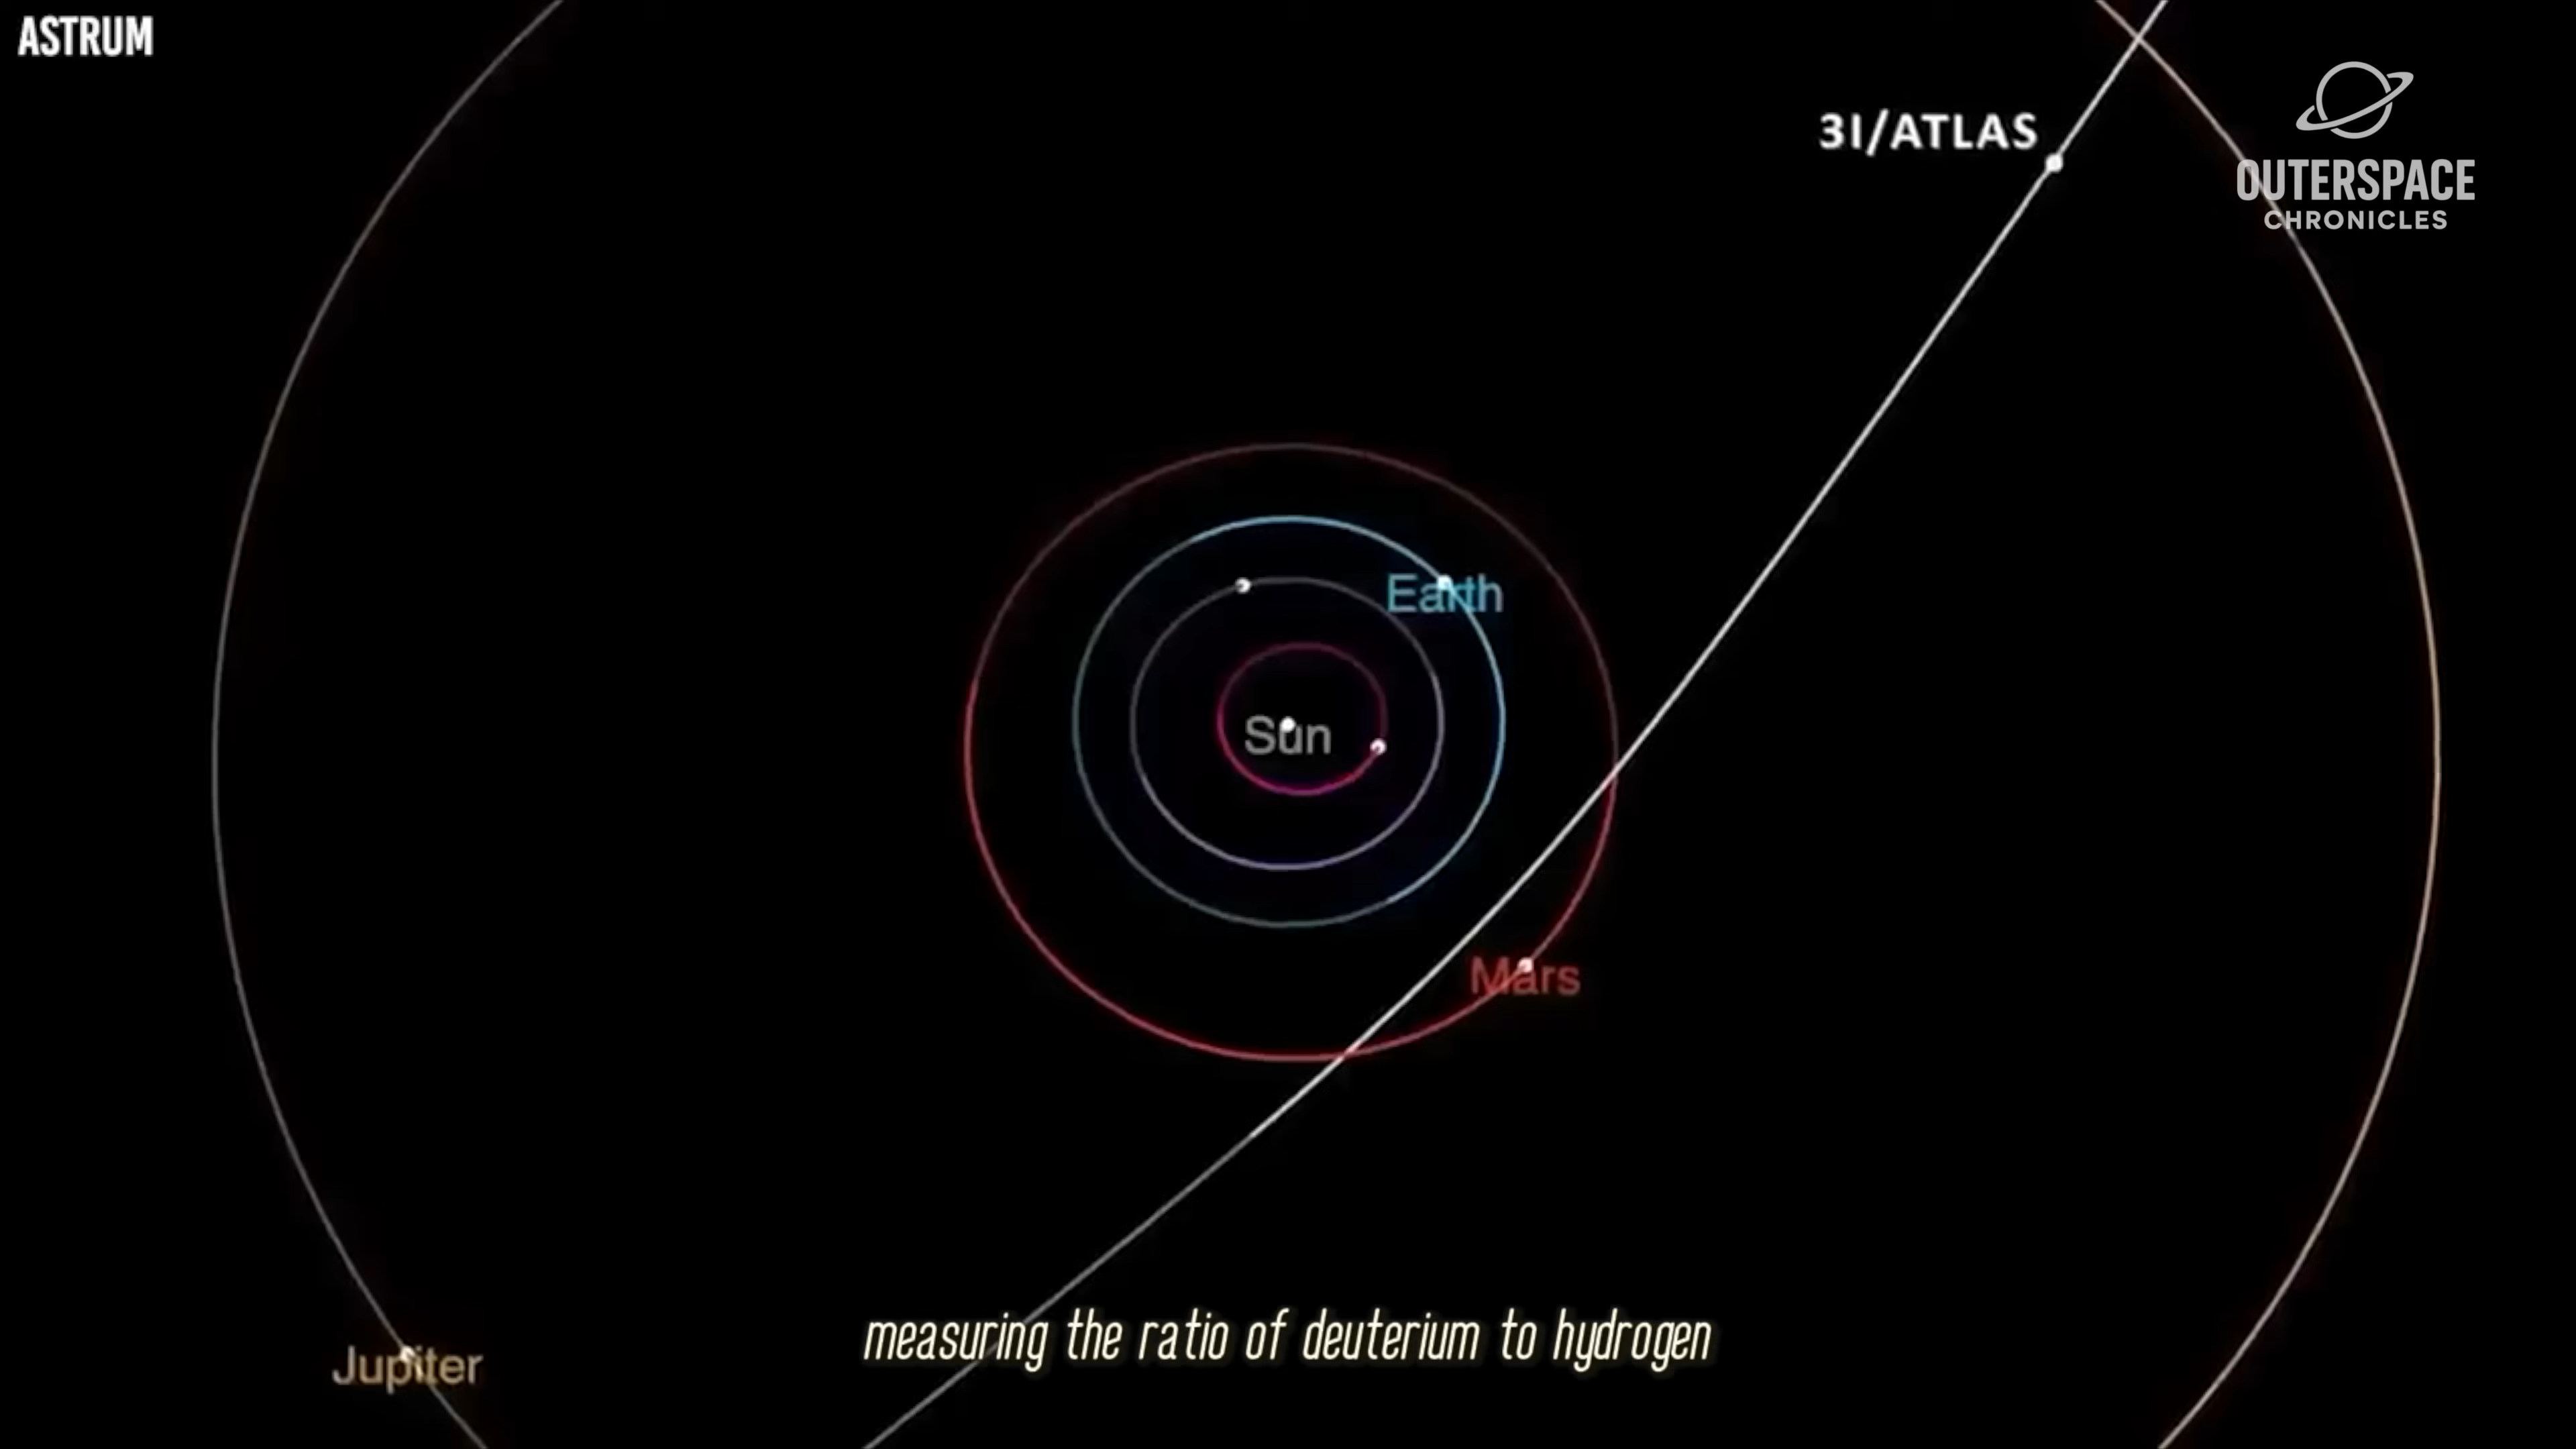 ASTRUM
3I/ATLAS
OUTERSPACE
CHRONICLES
Earth
Sun
Mars
Jupiter
measuring the ratio of deuterium to hydrogen